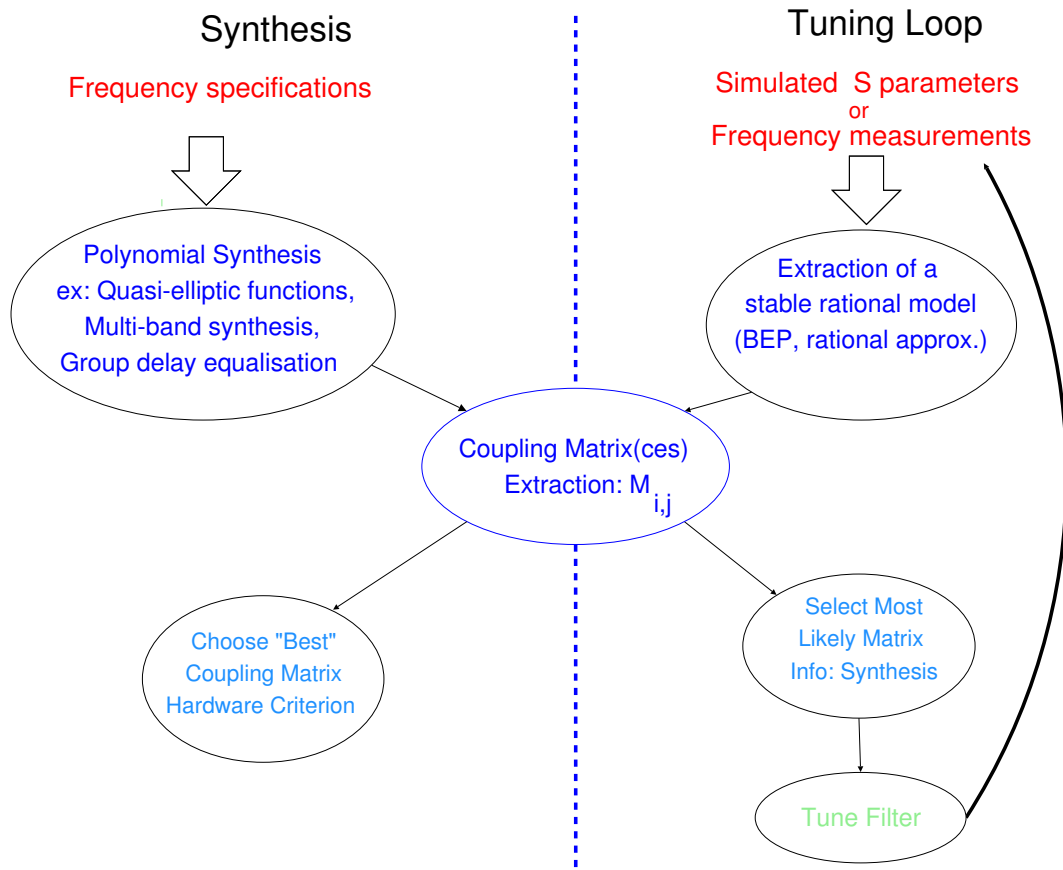 Synthesis
Frequency specifications
Polynomial Synthesis
ex: Quasi-elliptic functions,
Multi-band synthesis,
Group delay equalisation
Tuning Loop
Simulated S parameters
or
Frequency measurements
Extraction of a
stable rational model
(BEP, rational approx.)
Coupling Matrix(ces)
Extraction: M i,j
Choose "Best"
Coupling Matrix
Hardware Criterion
Select Most
Likely Matrix
Info: Synthesis
Tune Filter